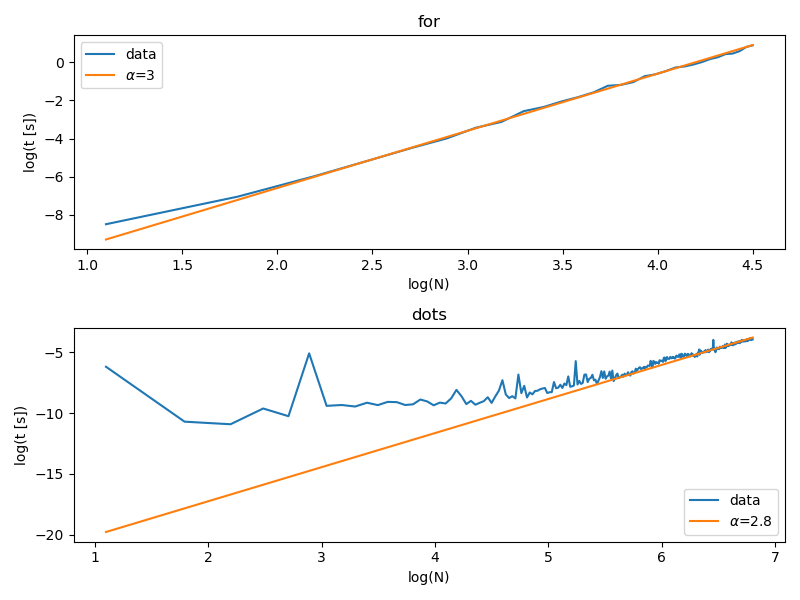 for
data
α=3
0
−2
−4
−6
−8
log(t [s])
1.0 1.5 2.0 2.5 3.0 3.5 4.0 4.5
log(N)
dots
−5
−10
−15
−20
log(t [s])
data
α=2.8
1 2 3 4 5 6 7
log(N)